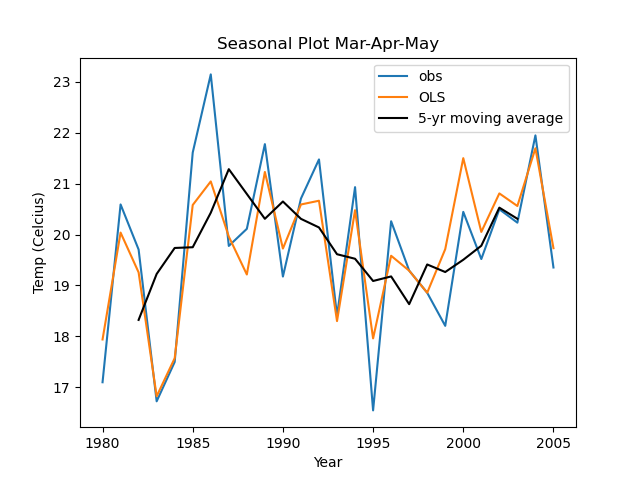 Seasonal Plot Mar-Apr-May
obs
OLS
5-yr moving average
Temp (Celcius)
23
22
21
20
19
18
17
1980 1985 1990 1995 2000 2005
Year